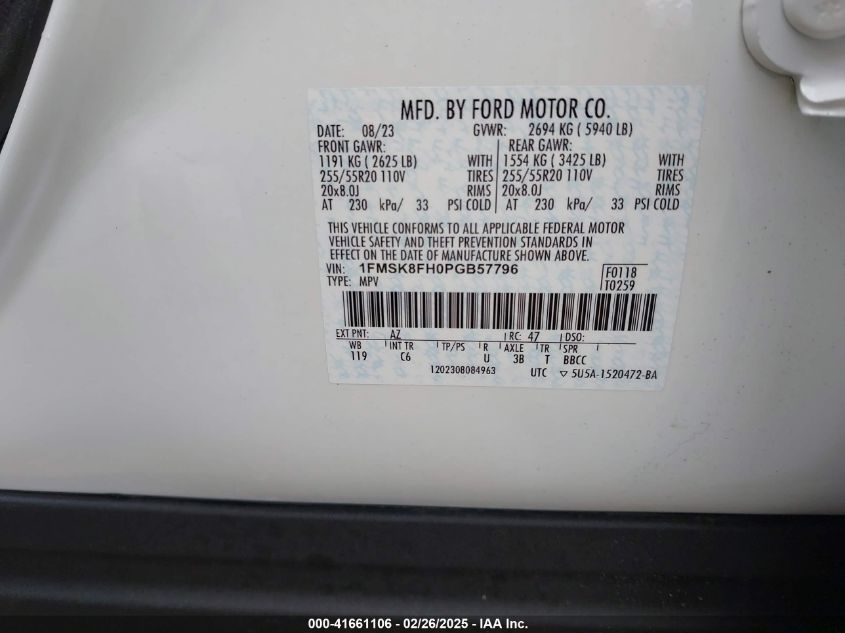 MFD. BY FORD MOTOR CO.
DATE: 08/23 GVWR: 2694 KG ( 5940 LB)
FRONT GAWR: REAR GAWR:
1191 KG ( 2625 LB) WITH 1554 KG ( 3425 LB) WITH
255/55R20 110V TIRES 255/55R20 110V TIRES
20x8.0J RIMS 20x8.0J RIMS
AT 230 kPa/ 33 PSI COLD AT 230 kPa/ 33 PSI COLD
THIS VEHICLE CONFORMS TO ALL APPLICABLE FEDERAL MOTOR
VEHICLE SAFETY AND THEFT PREVENTION STANDARDS IN
EFFECT ON THE DATE OF MANUFACTURE SHOWN ABOVE.
VIN: 1FMSK8FH0PGB57796 F0118
TYPE: MPV T0259
EXT PNT: AZ RC: 47 DSO:
WB INT TR TP/PS R AXLE TR SPR
119 C6 U 3B T BBCC
1202308084963 UTC ▽ 5U5A-1520472-BA
000-41661106 - 02/26/2025 - IAA Inc.